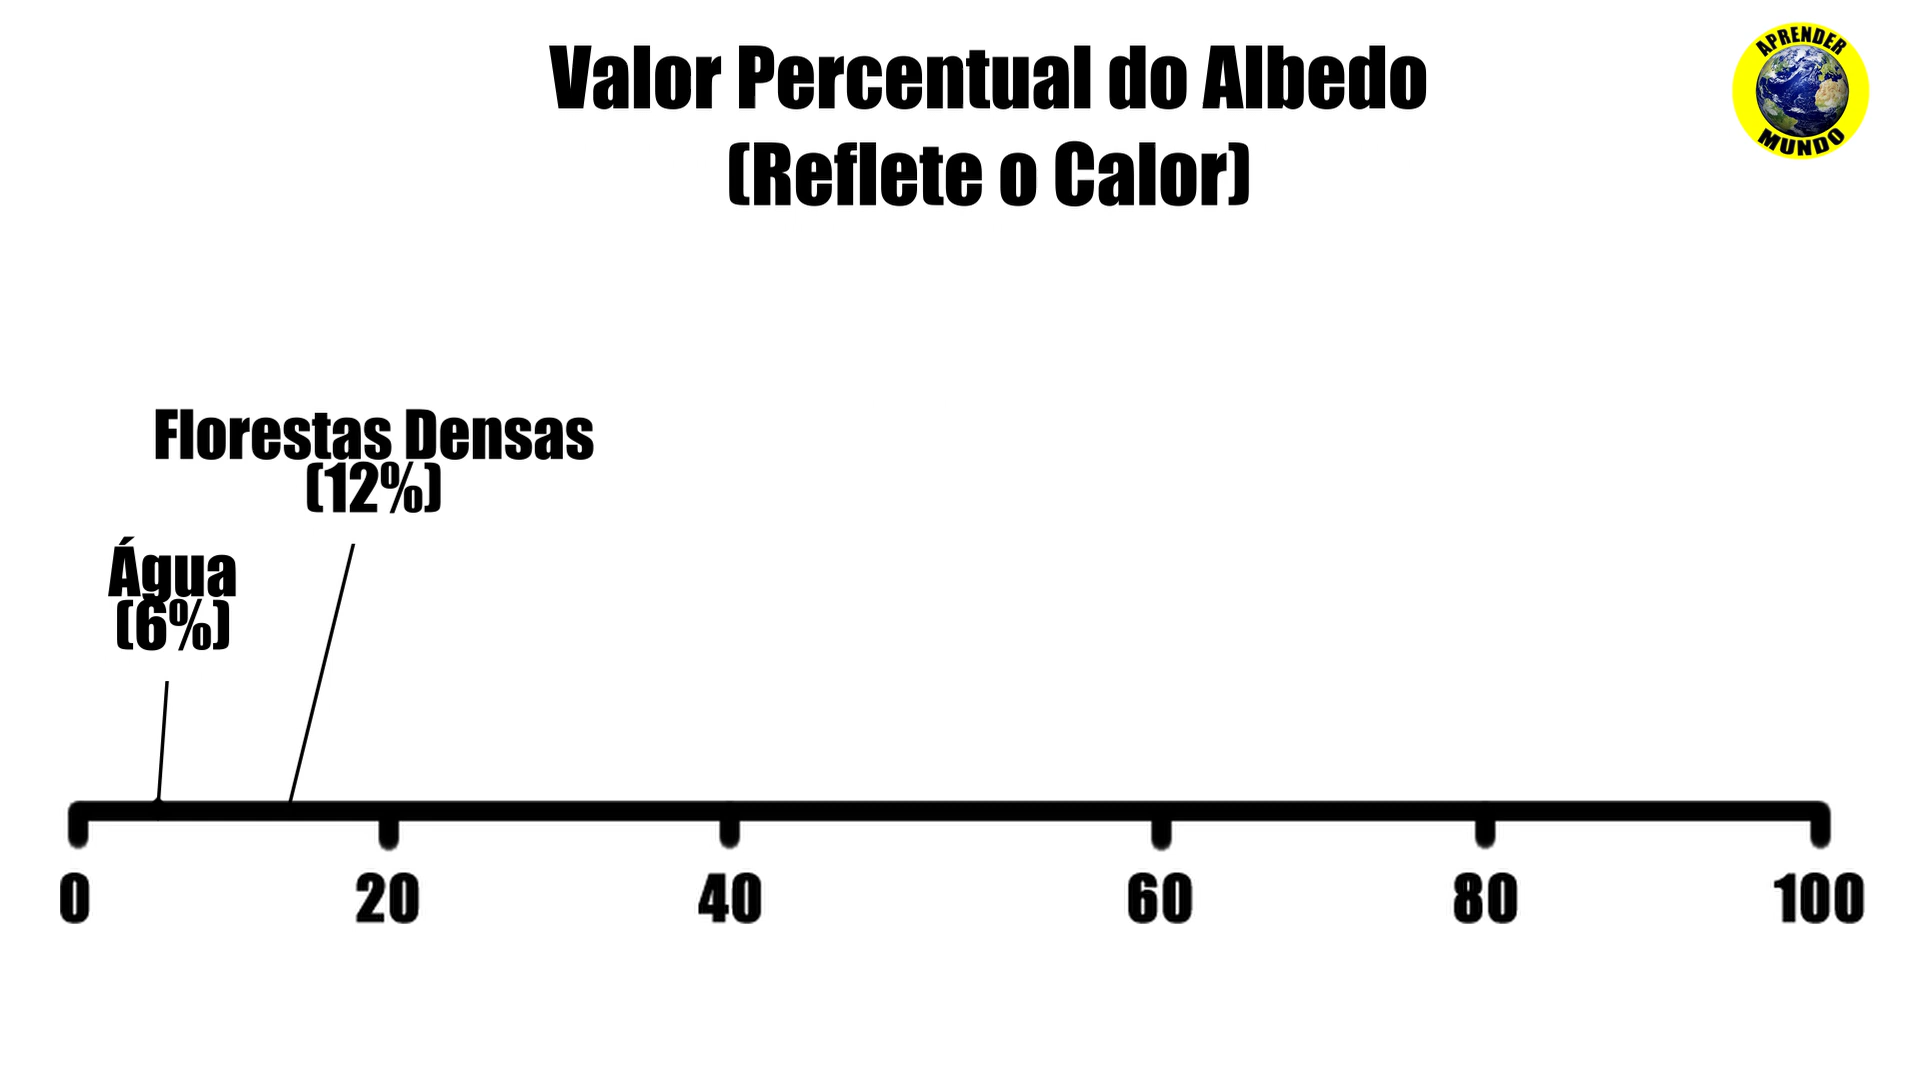 Valor Percentual do Albedo
(Reflete o Calor)
APRENDER
MUNDO
Florestas Densas
(12%)
Água
(6%)
0 20 40 60 80 100